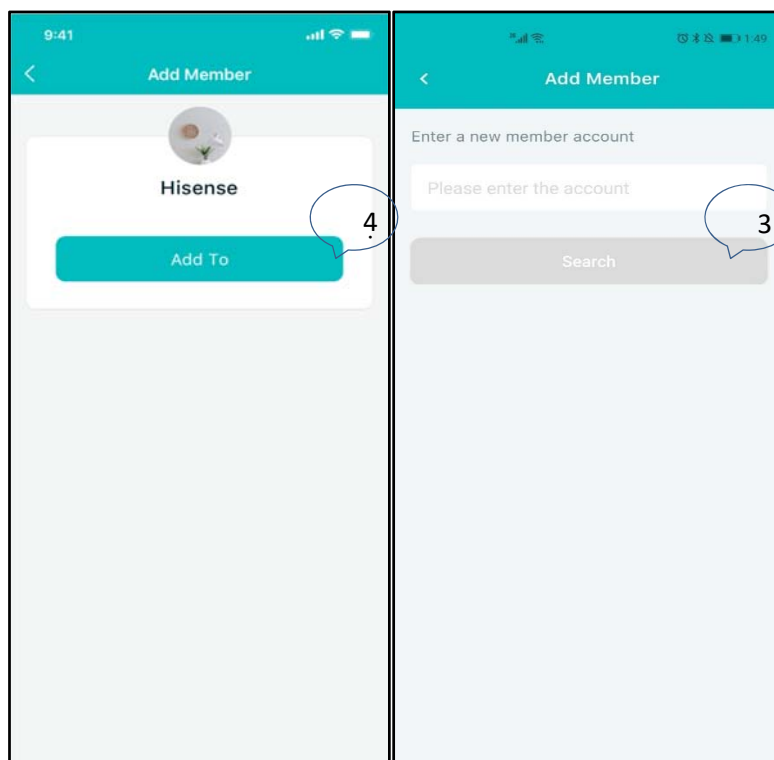 9:41
Add Member
Hisense
4.
Add To
1:49
Add Member
Enter a new member account
Please enter the account
3
Search